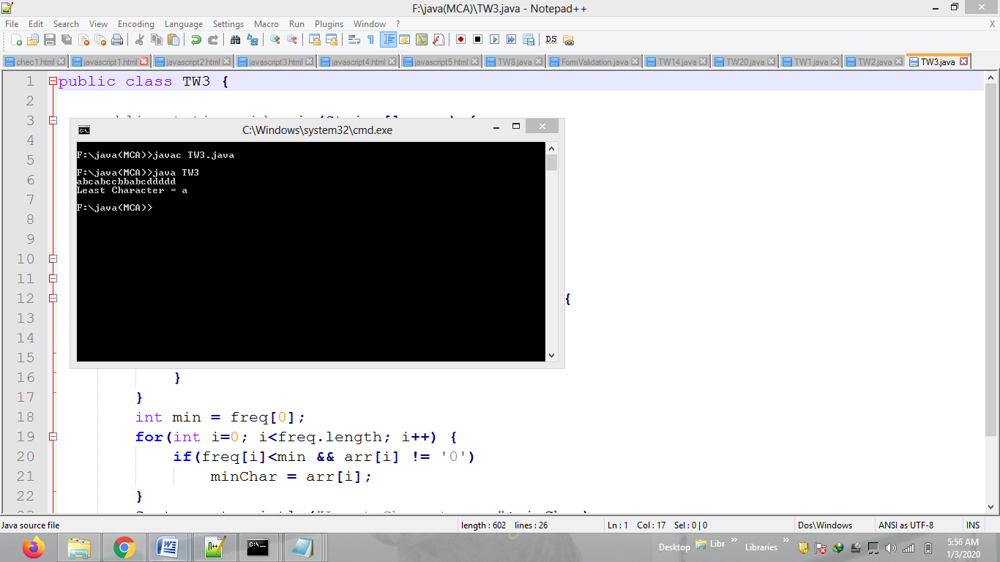 F:\java(MCA)\TW3.java - Notepad++
File Edit Search View Encoding Language Settings Macro Run Plugins Window ? X
chec1.html javascript1.html javascript2.html javascript3.html javascript4.html javascript5.html TW8.java FormValidation.java TW14.java TW20.java TW1.java TW2.java TW3.java
1 public class TW3 {
2
3
4
5
6
7
8
9
10
11
12 {
13
14
15
16 }
17 }
18 int min = freq[0];
19 for(int i=0; i<freq.length; i++) {
20 if(freq[i]<min && arr[i] != '0')
21 minChar = arr[i];
22 }
C:\Windows\system32\cmd.exe
F:\java(MCA)>javac TW3.java
F:\java(MCA)>java TW3
abcabccbbabcddddd
Least Character = a
F:\java(MCA)>
Java source file length : 602 lines : 26 Ln : 1 Col : 17 Sel : 0 | 0 Dos\Windows ANSI as UTF-8 INS
Desktop Libr » Libraries » 5:56 AM
1/3/2020